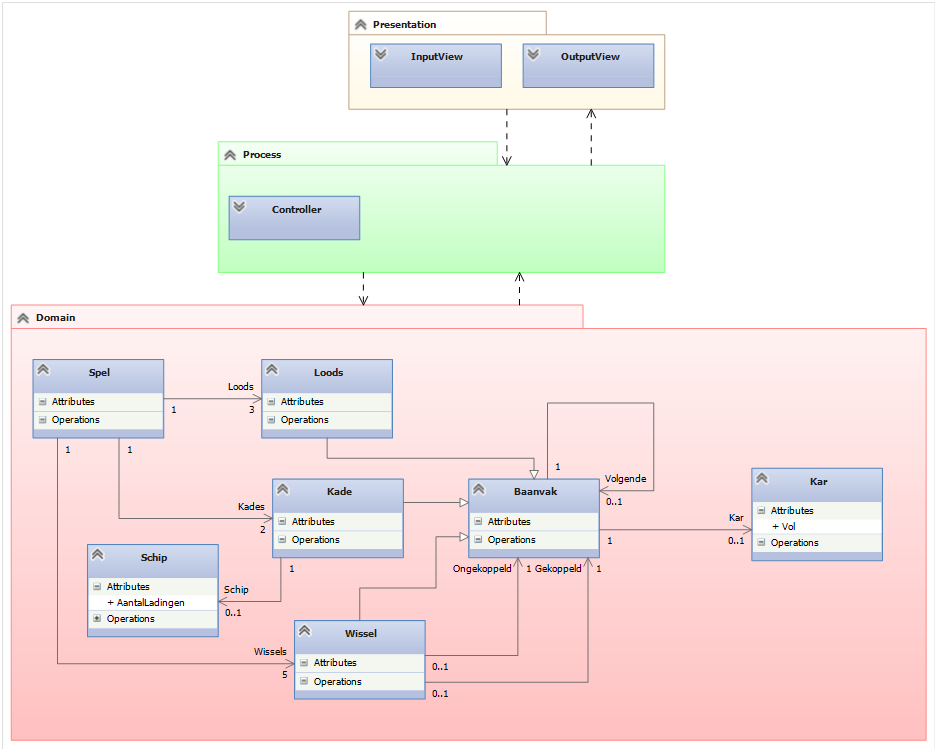 Presentation
InputView
OutputView
Process
Controller
Domain
Spel
Attributes
Operations
1
1
1
Loods
3
Loods
Attributes
Operations
Kades
2
Kade
Attributes
Operations
1
Schip
0..1
Schip
Attributes
+ AantalLadingen
Operations
Wissels
5
Wissel
Attributes
Operations
0..1
0..1
Ongekoppeld
1
Gekoppeld
1
Baanvak
Attributes
Operations
1
Volgende
0..1
1
Kar
0..1
Kar
Attributes
+ Vol
Operations